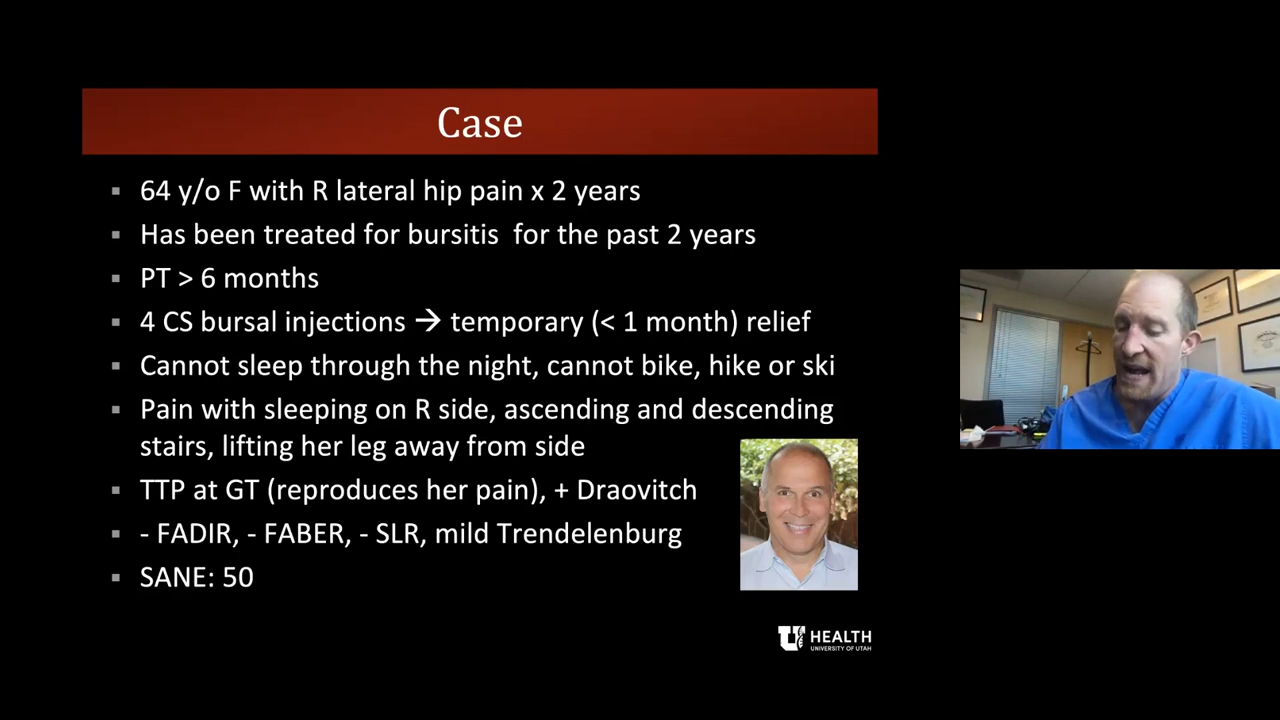 Case
▪ 64 y/o F with R lateral hip pain x 2 years
▪ Has been treated for bursitis  for the past 2 years
▪ PT > 6 months
▪ 4 CS bursal injections → temporary (< 1 month) relief
▪ Cannot sleep through the night, cannot bike, hike or ski
▪ Pain with sleeping on R side, ascending and descending
stairs, lifting her leg away from side
▪ TTP at GT (reproduces her pain), + Draovitch
▪ - FADIR, - FABER, - SLR, mild Trendelenburg
▪ SANE: 50
U HEALTH
UNIVERSITY OF UTAH